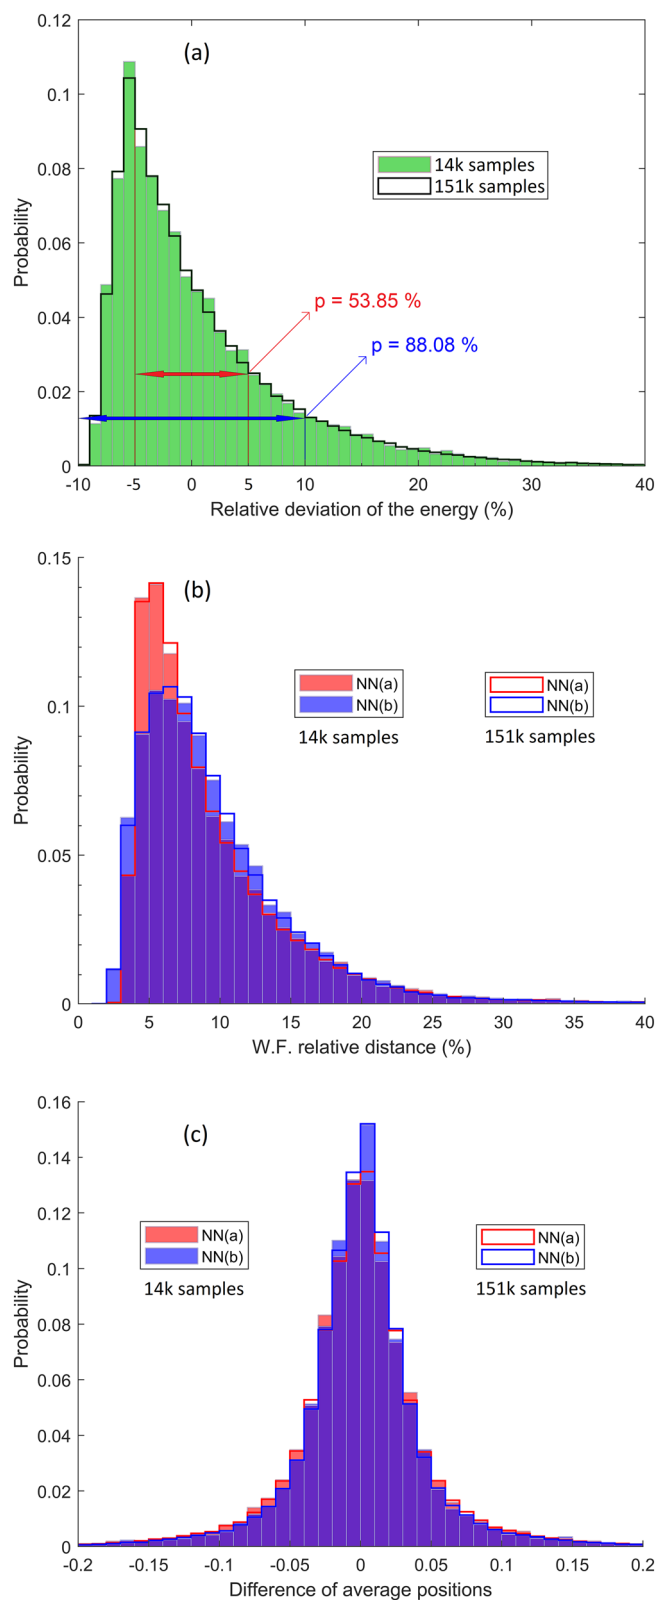 (a)
0.12
0.1
0.08
0.06
0.04
0.02
0
Probability
14k samples
151k samples
p = 53.85 %
p = 88.08 %
-10 -5 0 5 10 20 30 40
Relative deviation of the energy (%)
(b)
0.15
0.1
0.05
0
Probability
NN(a)
NN(b)
14k samples
NN(a)
NN(b)
151k samples
0 5 10 15 20 25 30 35 40
W.F. relative distance (%)
(c)
0.16
0.14
0.12
0.1
0.08
0.06
0.04
0.02
0
Probability
NN(a)
NN(b)
14k samples
NN(a)
NN(b)
151k samples
-0.2 -0.15 -0.1 -0.05 0 0.05 0.1 0.15 0.2
Difference of average positions